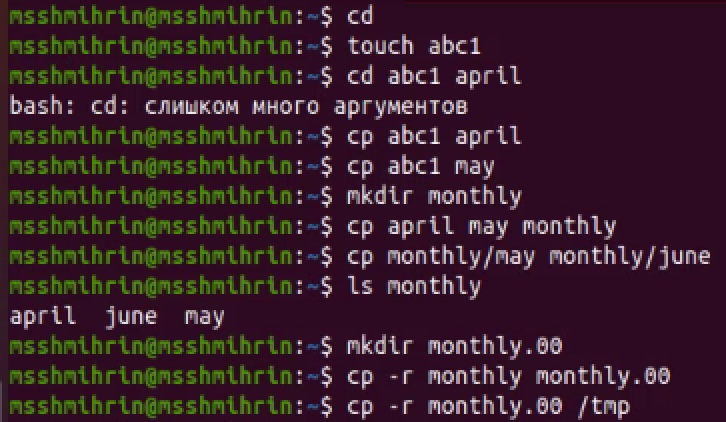 msshmihrin@msshmihrin:~$ cd
msshmihrin@msshmihrin:~$ touch abc1
msshmihrin@msshmihrin:~$ cd abc1 april
bash: cd: слишком много аргументов
msshmihrin@msshmihrin:~$ cp abc1 april
msshmihrin@msshmihrin:~$ cp abc1 may
msshmihrin@msshmihrin:~$ mkdir monthly
msshmihrin@msshmihrin:~$ cp april may monthly
msshmihrin@msshmihrin:~$ cp monthly/may monthly/june
msshmihrin@msshmihrin:~$ ls monthly
april  june  may
msshmihrin@msshmihrin:~$ mkdir monthly.00
msshmihrin@msshmihrin:~$ cp -r monthly monthly.00
msshmihrin@msshmihrin:~$ cp -r monthly.00 /tmp